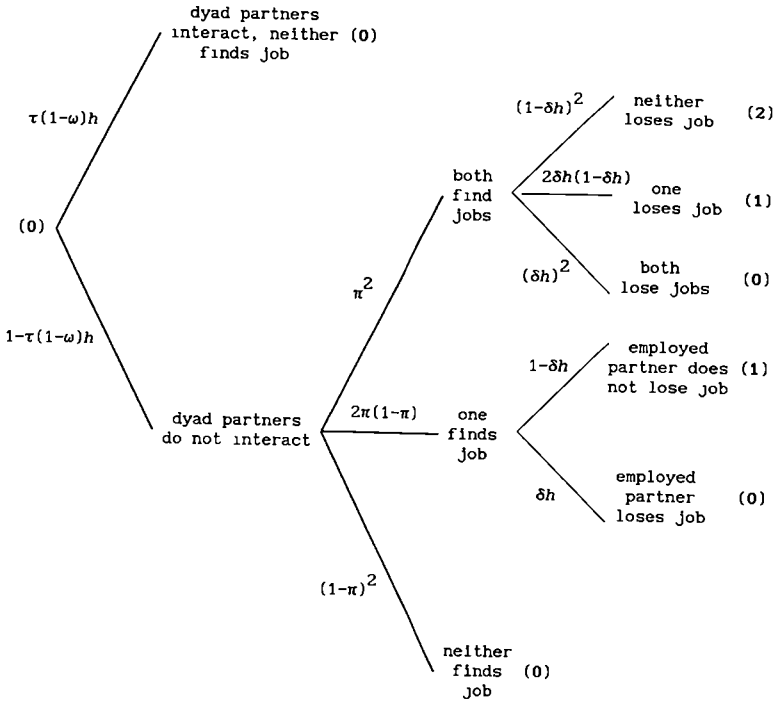 dyad partners
interact, neither (0)
finds job
τ(1-ω)h
(0)
1-τ(1-ω)h
dyad partners
do not interact
π²
2π(1-π)
(1-π)²
both
find
jobs
(1-δh)²
neither
loses job (2)
2δh(1-δh)
one
loses job (1)
(δh)²
both
lose jobs (0)
one
finds
job
1-δh
employed
partner does (1)
not lose job
δh
employed
partner (0)
loses job
neither
finds (0)
job